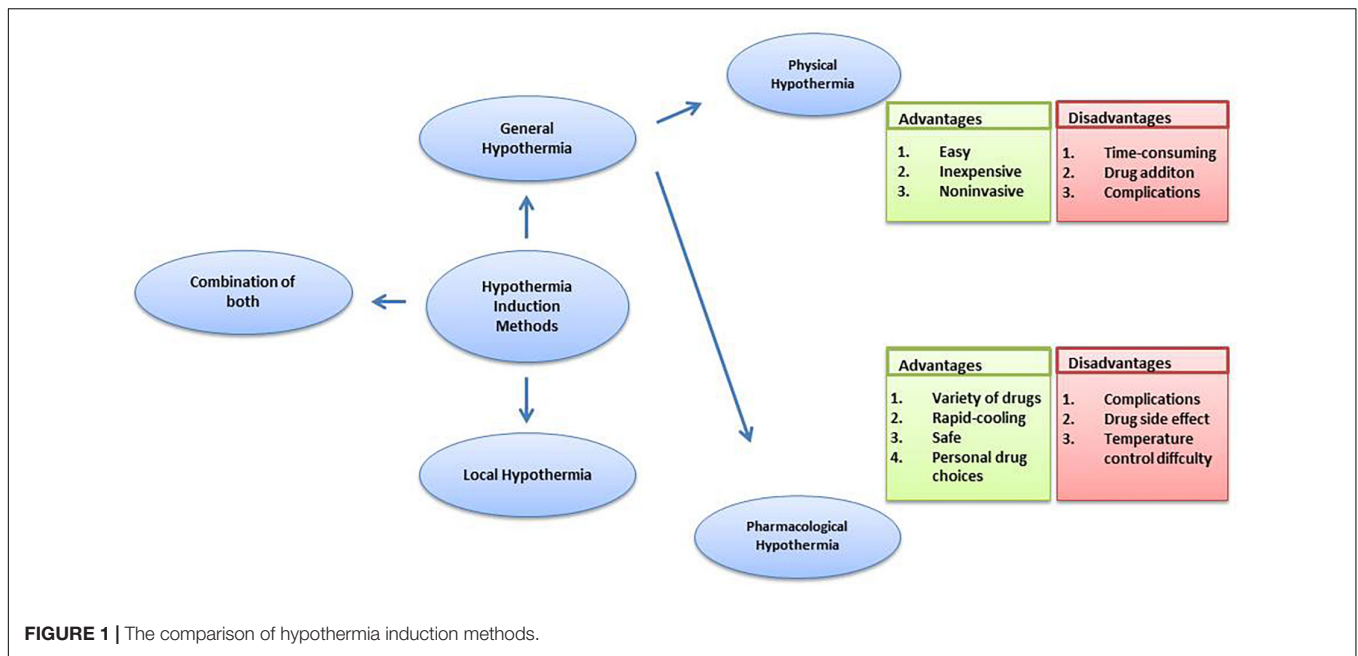 Physical
Hypothermia
General
Hypothermia
Advantages
1. Easy
2. Inexpensive
3. Noninvasive
Disadvantages
1. Time-consuming
2. Drug additon
3. Complications
Combination of
both
Hypothermia
Induction
Methods
Local Hypothermia
Advantages
1. Variety of drugs
2. Rapid-cooling
3. Safe
4. Personal drug
choices
Disadvantages
1. Complications
2. Drug side effect
3. Temperature
control diffculty
Pharmacological
Hypothermia
FIGURE 1 | The comparison of hypothermia induction methods.